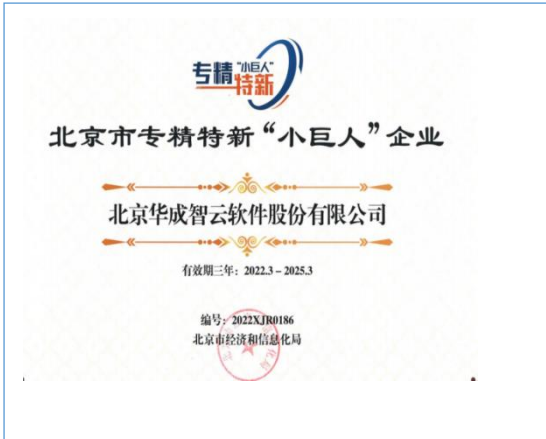 专精
“小巨人”
特新
北京市专精特新“小巨人”企业
北京华成智云软件股份有限公司
有效期三年：2022.3－2025.3
编号：2022XJR0186
北京市经济和信息化局